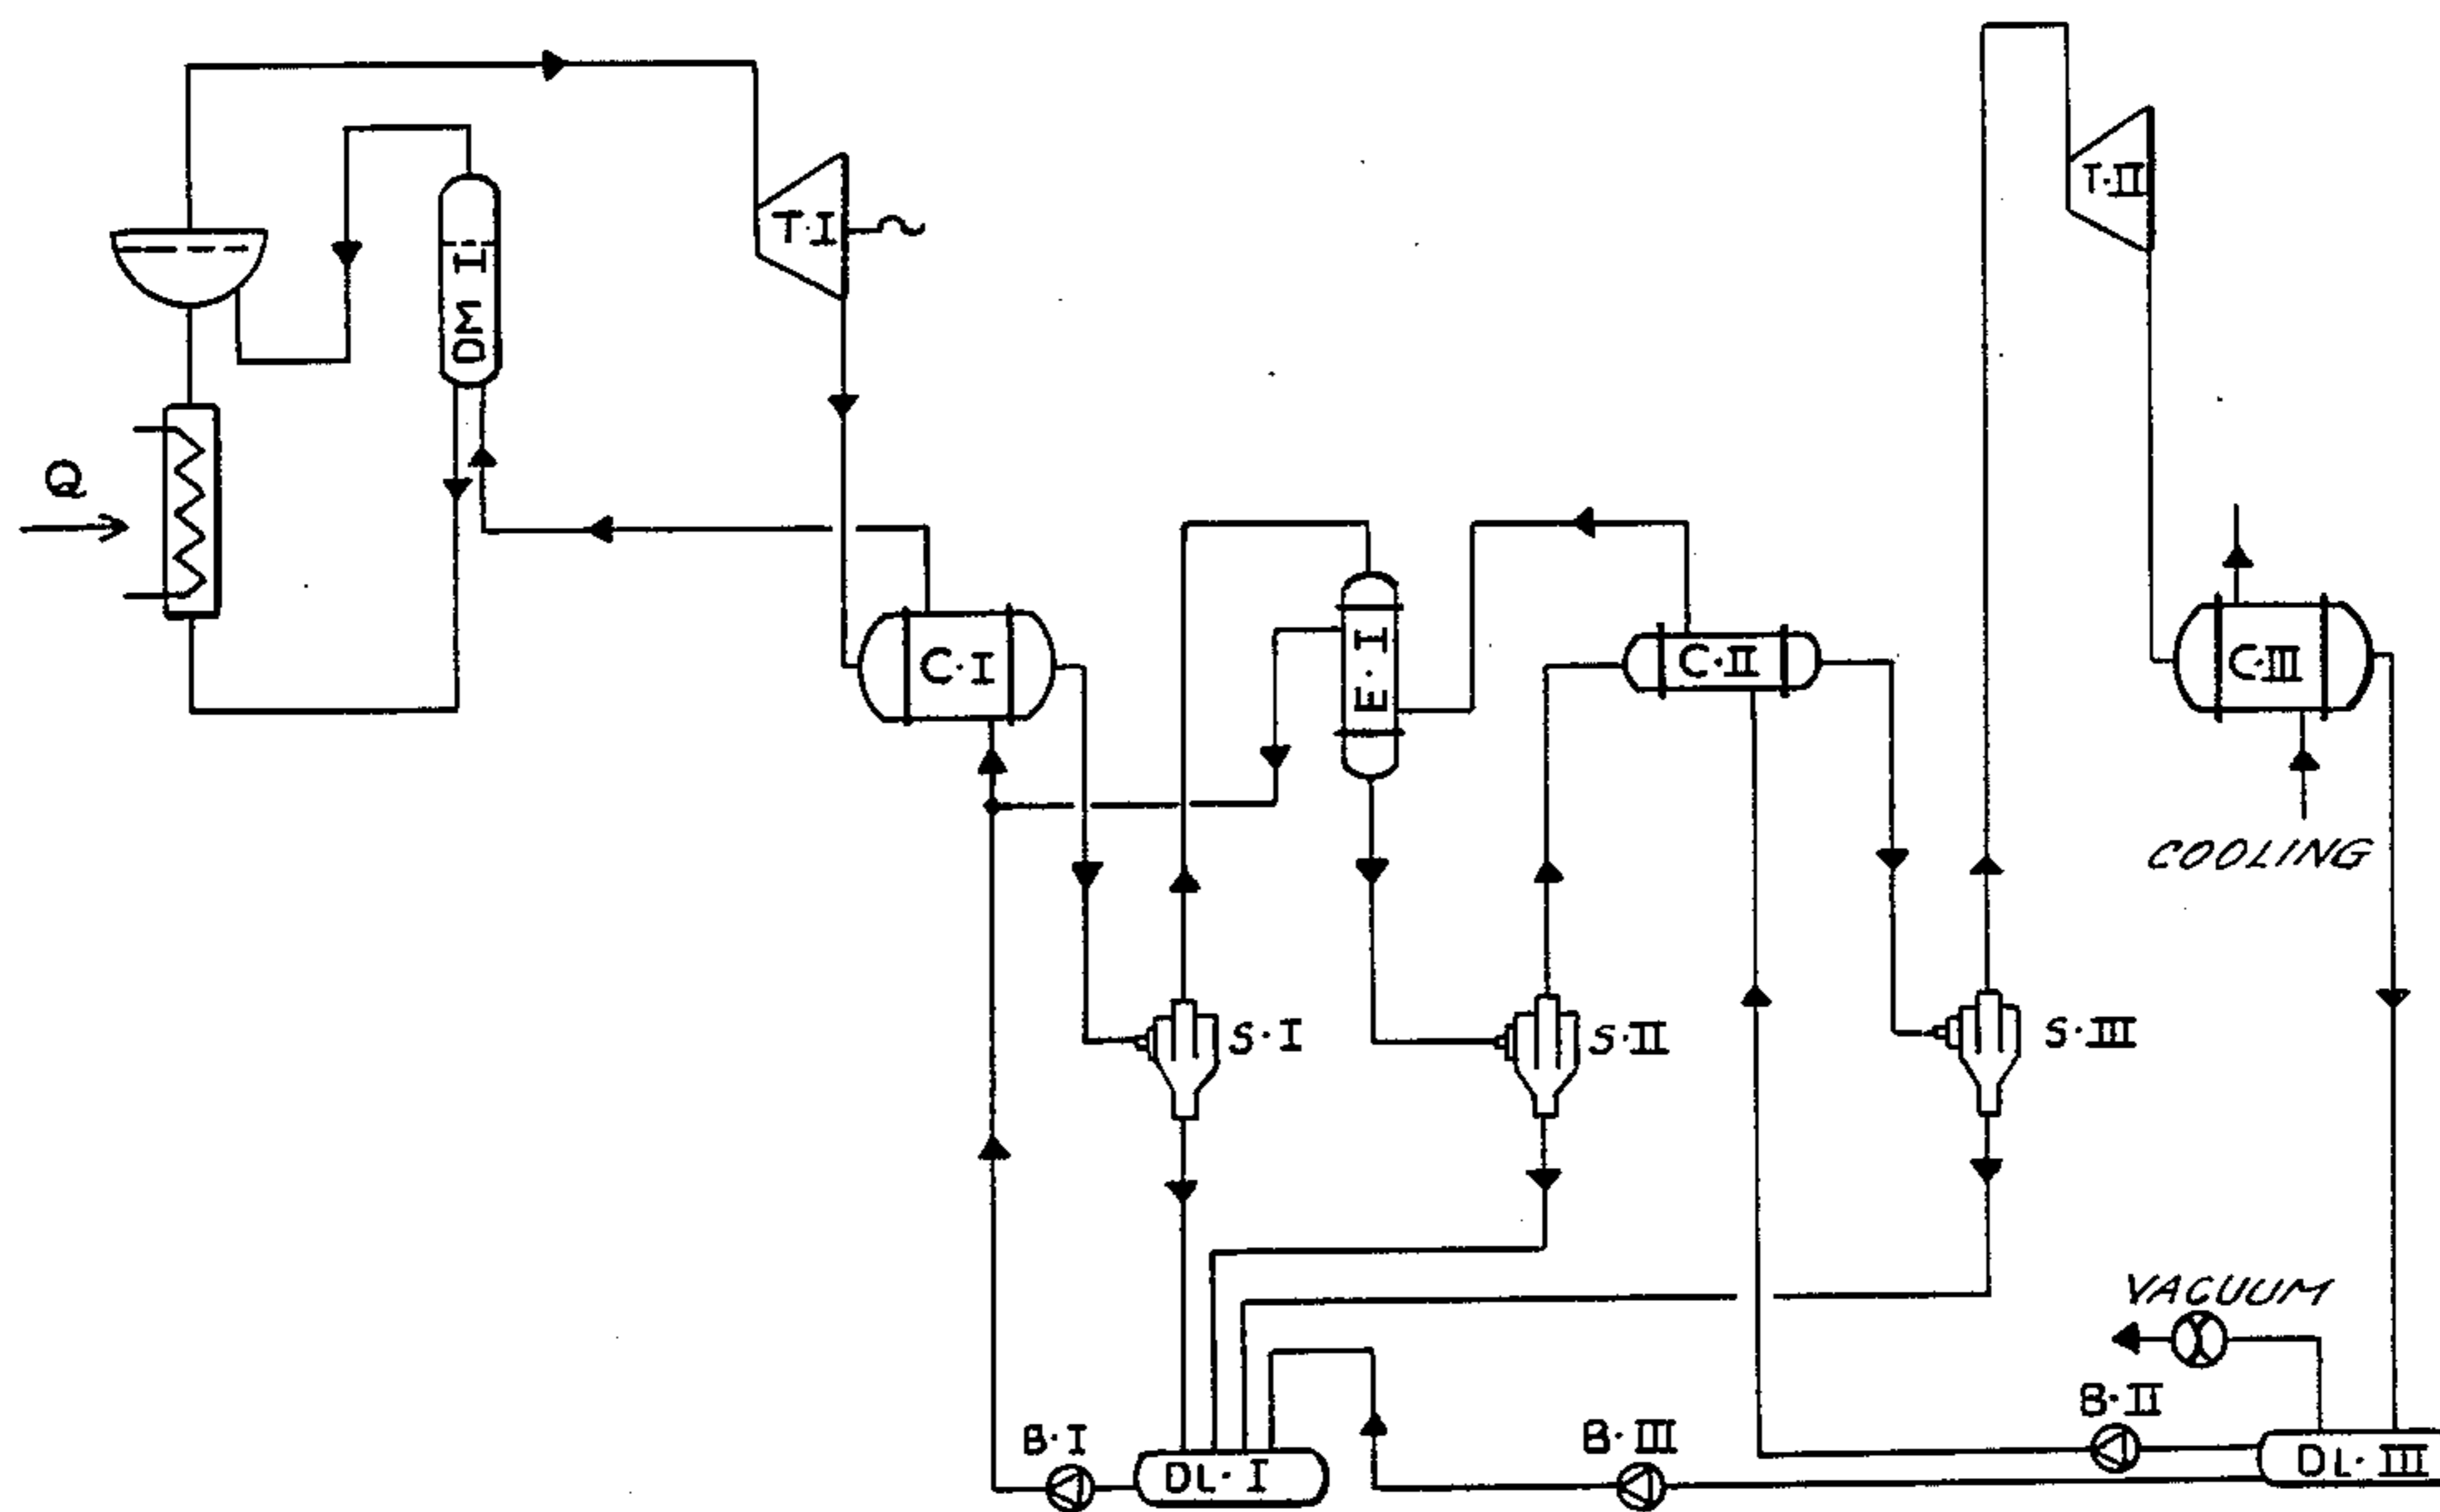 T·I
T·II
DM I
Q
C·I
E·I
C·II
C·III
COOLING
S·I
S·II
S·III
VACUUM
B·II
B·I
B·III
DL·I
DL·III